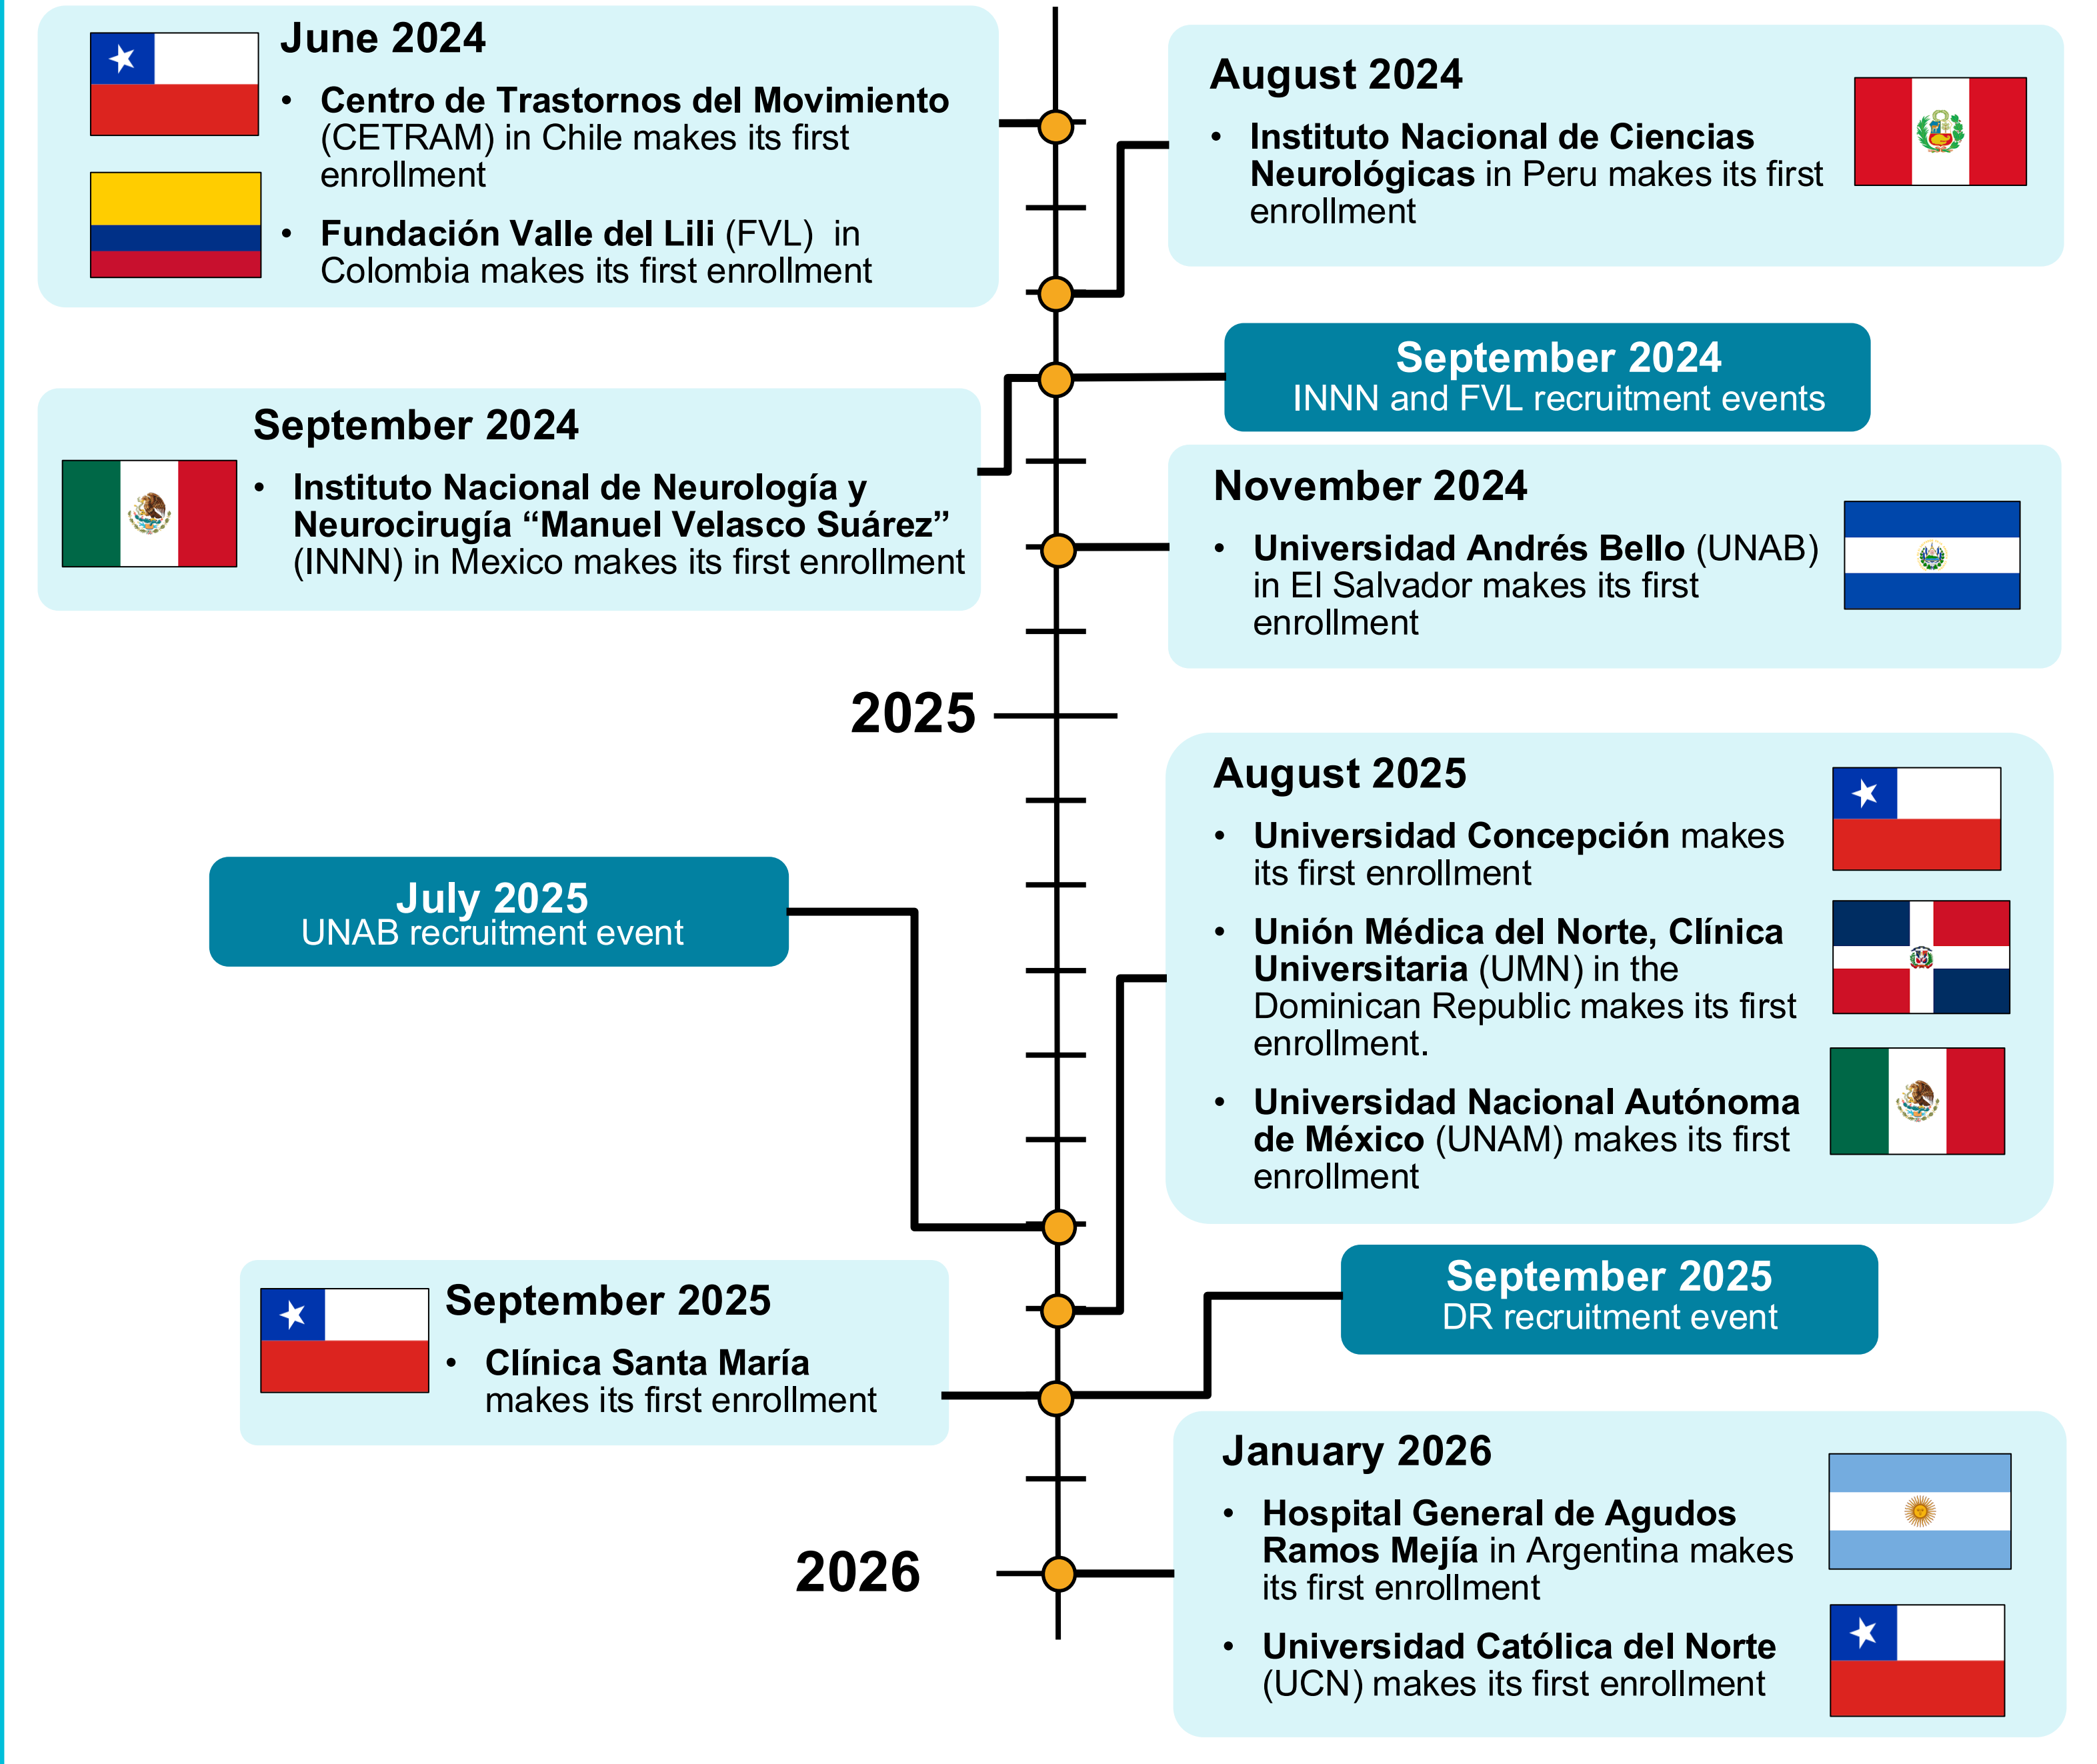 June 2024
• Centro de Trastornos del Movimiento
(CETRAM) in Chile makes its first
enrollment
• Fundación Valle del Lili (FVL) in
Colombia makes its first enrollment
August 2024
• Instituto Nacional de Ciencias
Neurológicas in Peru makes its first
enrollment
September 2024
INNN and FVL recruitment events
September 2024
• Instituto Nacional de Neurología y
Neurocirugía “Manuel Velasco Suárez”
(INNN) in Mexico makes its first enrollment
November 2024
• Universidad Andrés Bello (UNAB)
in El Salvador makes its first
enrollment
2025
August 2025
• Universidad Concepción makes
its first enrollment
• Unión Médica del Norte, Clínica
Universitaria (UMN) in the
Dominican Republic makes its first
enrollment.
• Universidad Nacional Autónoma
de México (UNAM) makes its first
enrollment
July 2025
UNAB recruitment event
September 2025
• Clínica Santa María
makes its first enrollment
September 2025
DR recruitment event
2026
January 2026
• Hospital General de Agudos
Ramos Mejía in Argentina makes
its first enrollment
• Universidad Católica del Norte
(UCN) makes its first enrollment